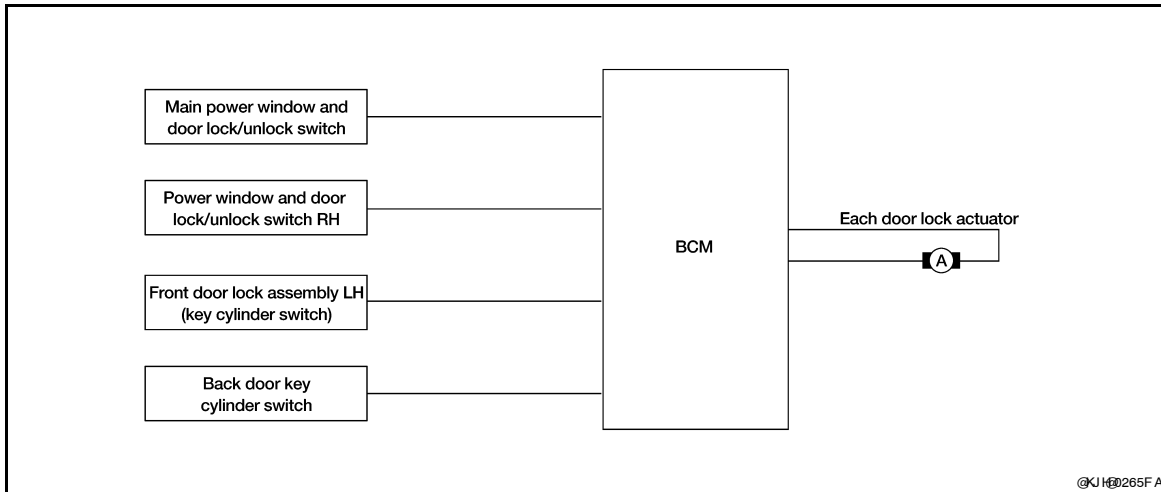 Main power window and
door lock/unlock switch
Power window and door
lock/unlock switch RH
Front door lock assembly LH
(key cylinder switch)
Back door key
cylinder switch
BCM
Each door lock actuator
A